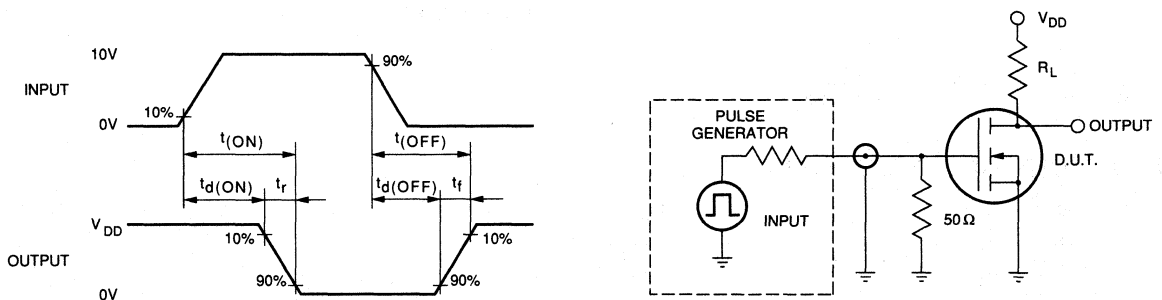 10V
INPUT
90%
10%
0V
t(ON)
t(OFF)
td(ON)
tr
td(OFF)
tf
VDD
10%
10%
OUTPUT
90%
90%
0V
VDD
RL
PULSE
GENERATOR
OUTPUT
D.U.T.
INPUT
50Ω